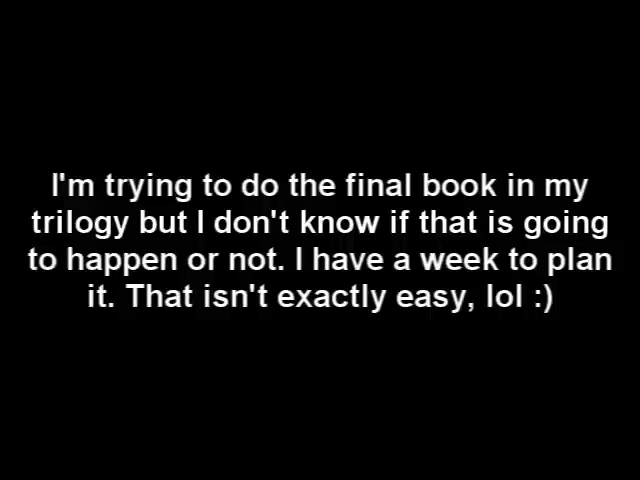 I'm trying to do the final book in my
trilogy but I don't know if that is going
to happen or not. I have a week to plan
it. That isn't exactly easy, lol :)